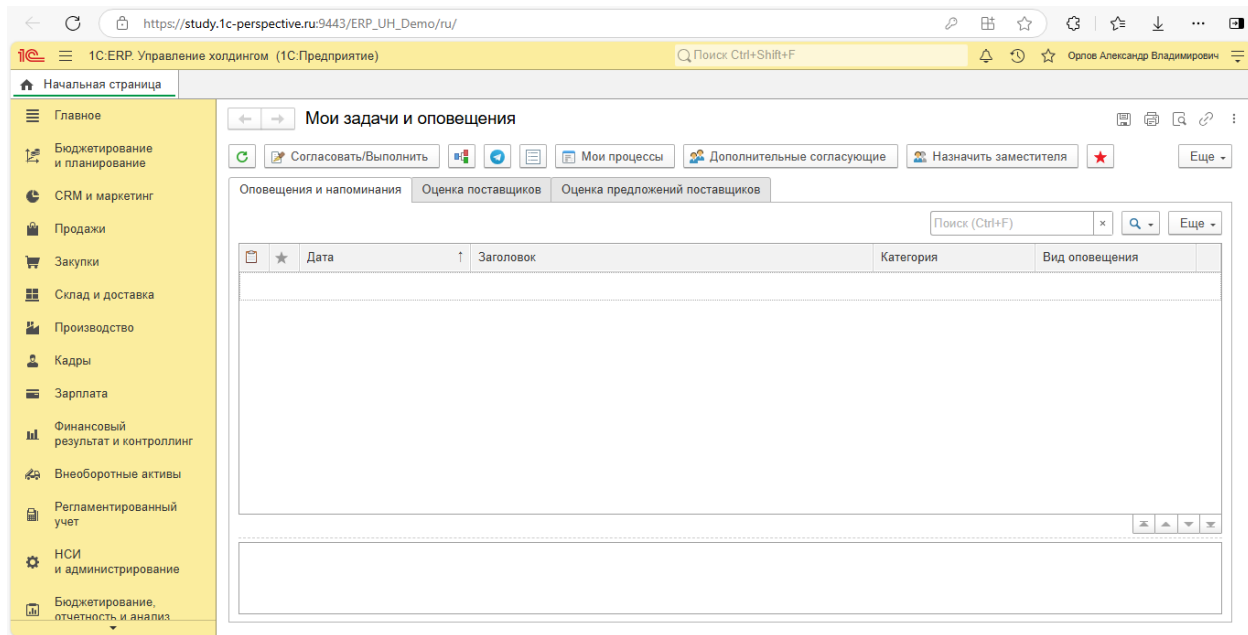 https://study.1c-perspective.ru:9443/ERP_UH_Demo/ru/
1С:ERP. Управление холдингом (1С:Предприятие)
Поиск Ctrl+Shift+F
Орлов Александр Владимирович
Начальная страница
Главное
Бюджетирование
и планирование
CRM и маркетинг
Продажи
Закупки
Склад и доставка
Производство
Кадры
Зарплата
Финансовый
результат и контроллинг
Внеоборотные активы
Регламентированный
учет
НСИ
и администрирование
Бюджетирование,
отчетность и анализ
Мои задачи и оповещения
Согласовать/Выполнить
Мои процессы
Дополнительные согласующие
Назначить заместителя
Еще
Оповещения и напоминания
Оценка поставщиков
Оценка предложений поставщиков
Поиск (Ctrl+F)
Еще
Дата
Заголовок
Категория
Вид оповещения